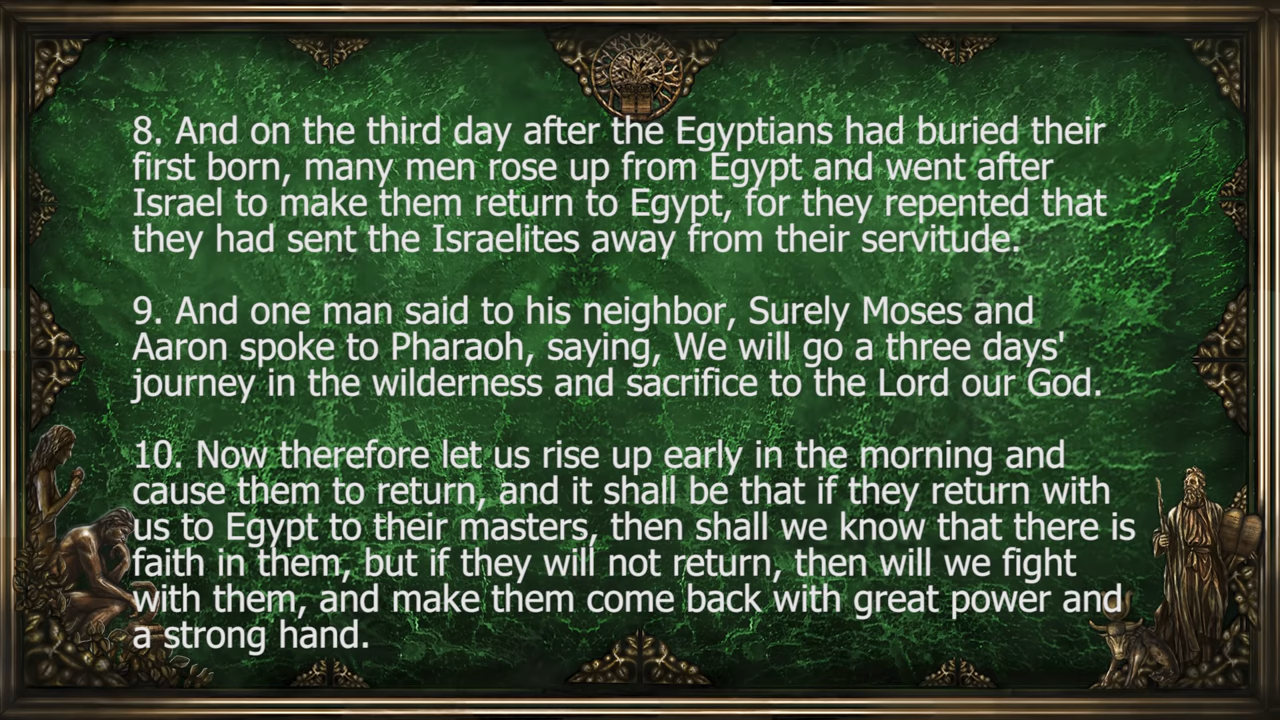 8. And on the third day after the Egyptians had buried their
first born, many men rose up from Egypt and went after
Israel to make them return to Egypt, for they repented that
they had sent the Israelites away from their servitude.
9. And one man said to his neighbor, Surely Moses and
Aaron spoke to Pharaoh, saying, We will go a three days'
journey in the wilderness and sacrifice to the Lord our God.
10. Now therefore let us rise up early in the morning and
cause them to return, and it shall be that if they return with
us to Egypt to their masters, then shall we know that there is
faith in them, but if they will not return, then will we fight
with them, and make them come back with great power and
a strong hand.